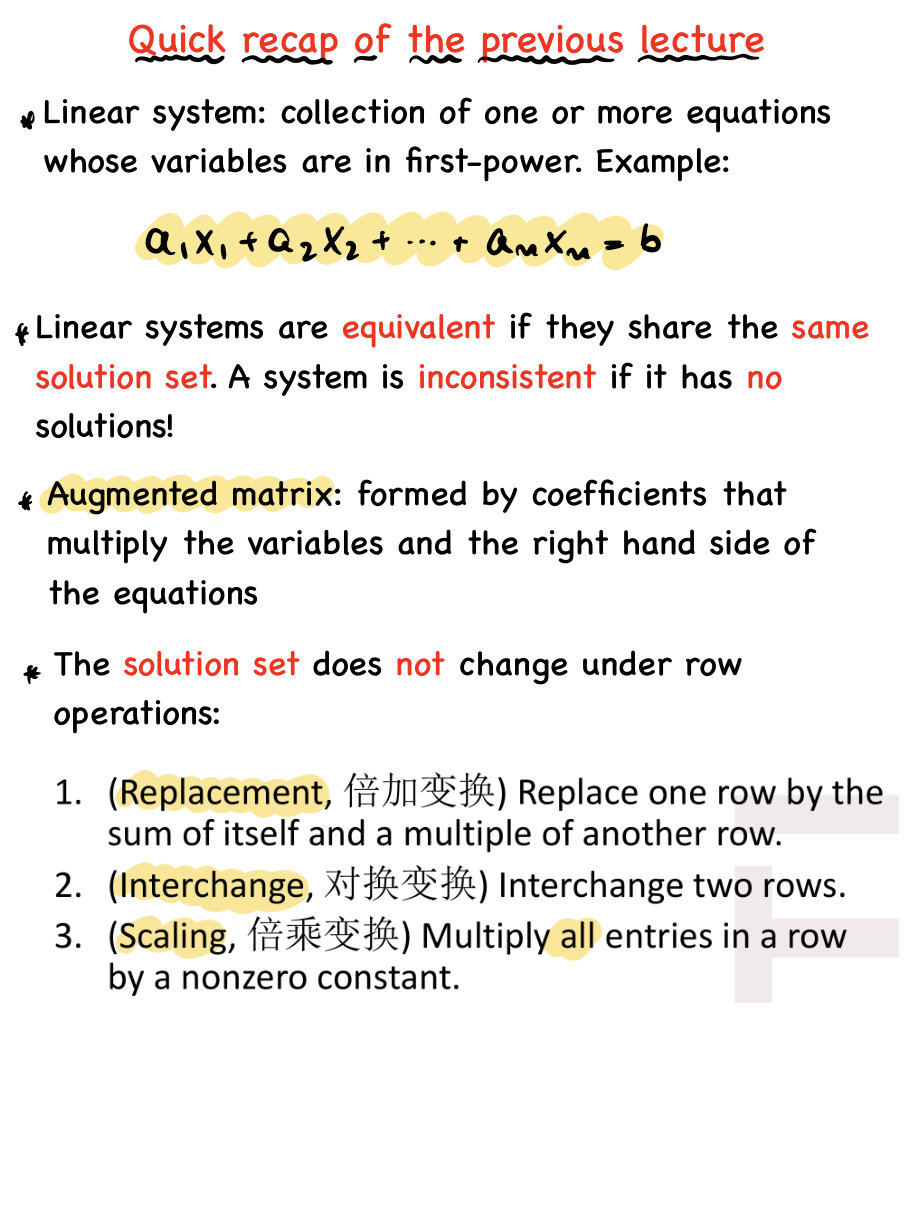 Quick recap of the previous lecture
* Linear system: collection of one or more equations
whose variables are in first-power. Example:
a₁x₁ + a₂x₂ + ... + aₙxₙ = b
* Linear systems are equivalent if they share the same
solution set. A system is inconsistent if it has no
solutions!
* Augmented matrix: formed by coefficients that
multiply the variables and the right hand side of
the equations
* The solution set does not change under row
operations:
1. (Replacement, 倍加变换) Replace one row by the
sum of itself and a multiple of another row.
2. (Interchange, 对换变换) Interchange two rows.
3. (Scaling, 倍乘变换) Multiply all entries in a row
by a nonzero constant.